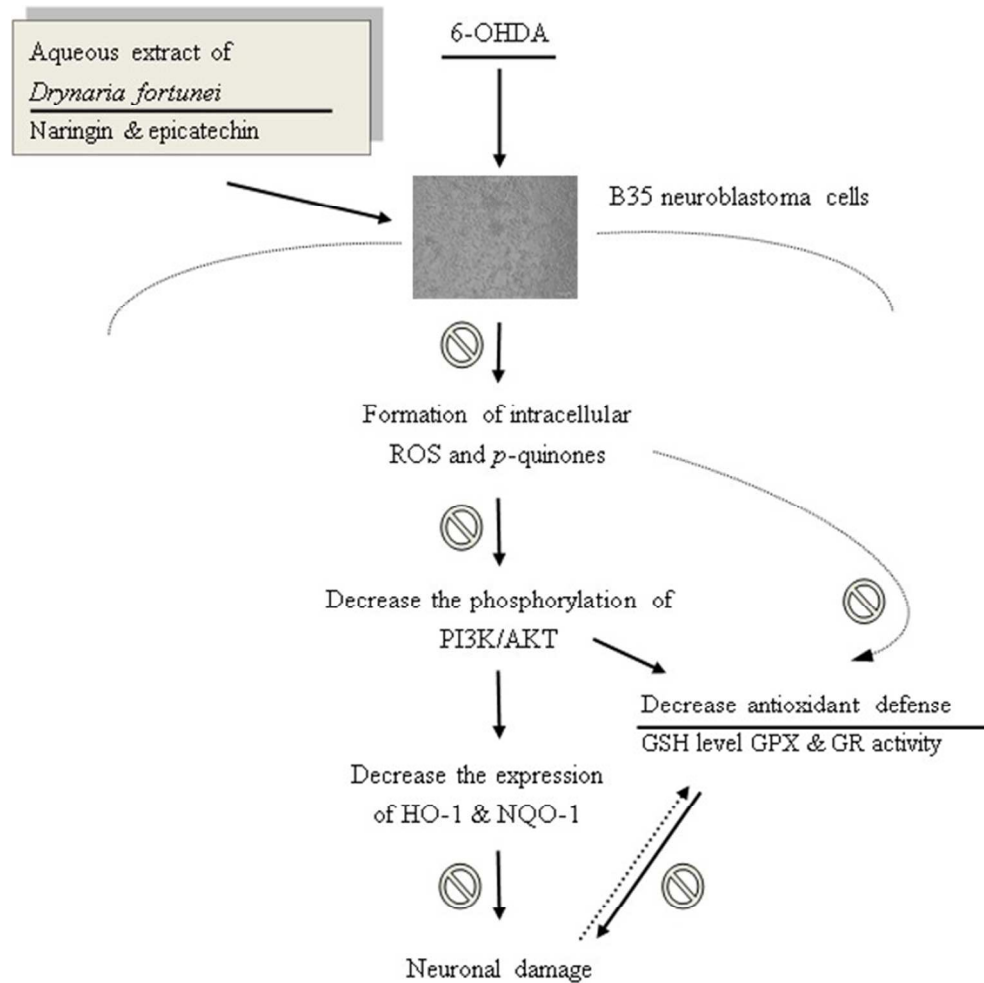 Aqueous extract of
Drynaria fortunei
Naringin & epicatechin
6-OHDA
B35 neuroblastoma cells
Formation of intracellular
ROS and p-quinones
Decrease the phosphorylation of
PI3K/AKT
Decrease antioxidant defense
GSH level GPX & GR activity
Decrease the expression
of HO-1 & NQO-1
Neuronal damage